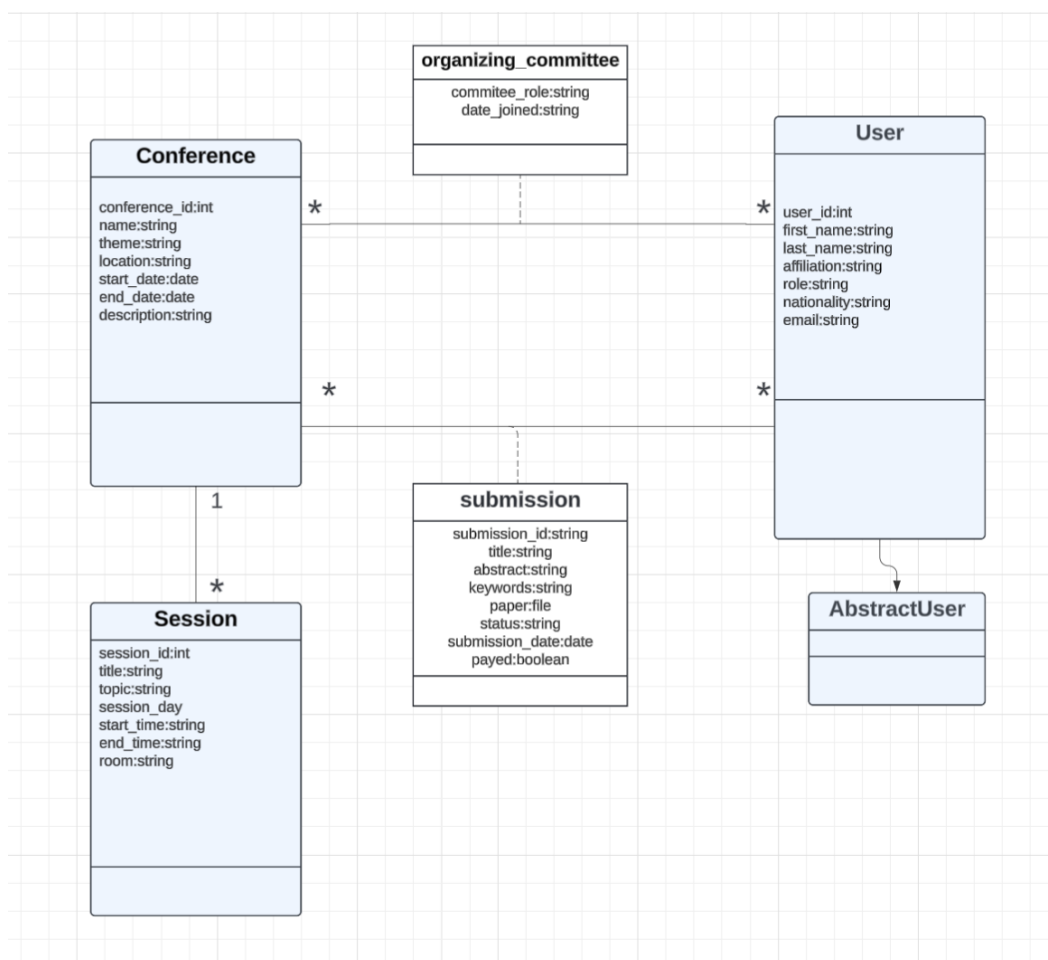 organizing_committee
commitee_role:string
date_joined:string
User
Conference
conference_id:int
name:string
theme:string
location:string
start_date:date
end_date:date
description:string
*
*
user_id:int
first_name:string
last_name:string
affiliation:string
role:string
nationality:string
email:string
*
*
1
*
submission
submission_id:string
title:string
abstract:string
keywords:string
paper:file
status:string
submission_date:date
payed:boolean
AbstractUser
Session
session_id:int
title:string
topic:string
session_day
start_time:string
end_time:string
room:string